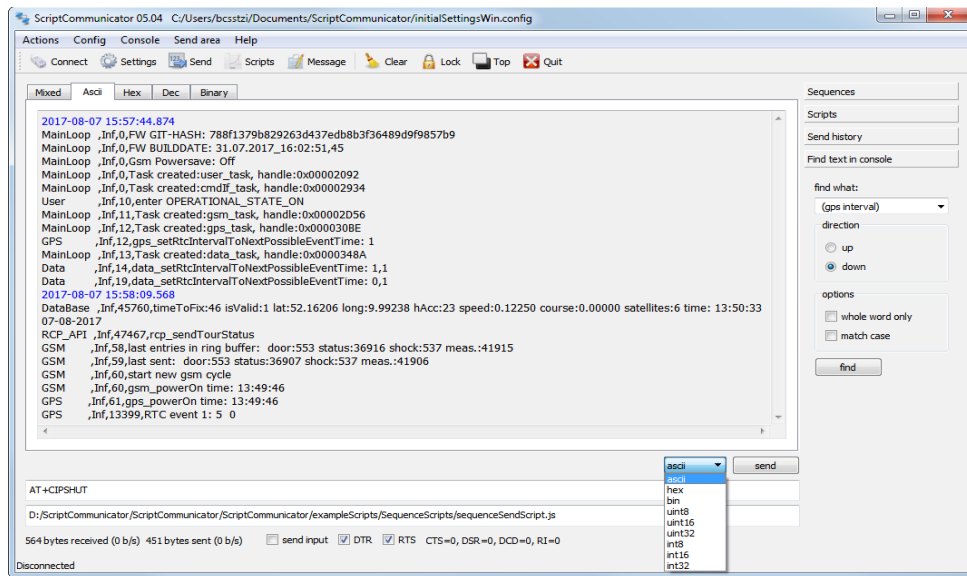 ScriptCommunicator 05.04   C:/Users/bcsstzi/Documents/ScriptCommunicator/initialSettingsWin.config
Actions   Config   Console   Send area   Help
Connect   Settings   Send   Scripts   Message   Clear   Lock   Top   Quit
Mixed   Ascii   Hex   Dec   Binary
2017-08-07 15:57:44.874
MainLoop  ,Inf,0,FW GIT-HASH: 788f1379b829263d437edb8b3f36489d9f9857b9
MainLoop  ,Inf,0,FW BUILDDATE: 31.07.2017_16:02:51,45
MainLoop  ,Inf,0,Gsm Powersave: Off
MainLoop  ,Inf,0,Task created:user_task, handle:0x00002092
MainLoop  ,Inf,0,Task created:cmdIf_task, handle:0x00002934
User      ,Inf,10,enter OPERATIONAL_STATE_ON
MainLoop  ,Inf,11,Task created:gsm_task, handle:0x00002D56
MainLoop  ,Inf,12,Task created:gps_task, handle:0x000030BE
GPS       ,Inf,12,gps_setRtcIntervalToNextPossibleEventTime: 1
MainLoop  ,Inf,13,Task created:data_task, handle:0x0000348A
Data      ,Inf,14,data_setRtcIntervalToNextPossibleEventTime: 1,1
Data      ,Inf,19,data_setRtcIntervalToNextPossibleEventTime: 0,1
2017-08-07 15:58:09.568
DataBase  ,Inf,45760,timeToFix:46 isValid:1 lat:52.16206 long:9.99238 hAcc:23 speed:0.12250 course:0.00000 satellites:6 time: 13:50:33
07-08-2017
RCP_API  ,Inf,47467,rcp_sendTourStatus
GSM       ,Inf,58,last entries in ring buffer:  door:553 status:36916 shock:537 meas.:41915
GSM       ,Inf,59,last sent:  door:553 status:36907 shock:537 meas.:41906
GSM       ,Inf,60,start new gsm cycle
GSM       ,Inf,60,gsm_powerOn time: 13:49:46
GPS       ,Inf,61,gps_powerOn time: 13:49:46
GPS       ,Inf,13399,RTC event 1: 5  0
Sequences
Scripts
Send history
Find text in console
find what:
(gps interval)
direction
up
down
options
whole word only
match case
find
ascii   send
ascii
hex
bin
uint8
uint16
uint32
int8
int16
int32
AT+CIPSHUT
D:/ScriptCommunicator/ScriptCommunicator/ScriptCommunicator/exampleScripts/SequenceScripts/sequenceSendScript.js
564 bytes received (0 b/s)  451 bytes sent (0 b/s)   send input   DTR   RTS   CTS=0, DSR=0, DCD=0, RI=0
Disconnected